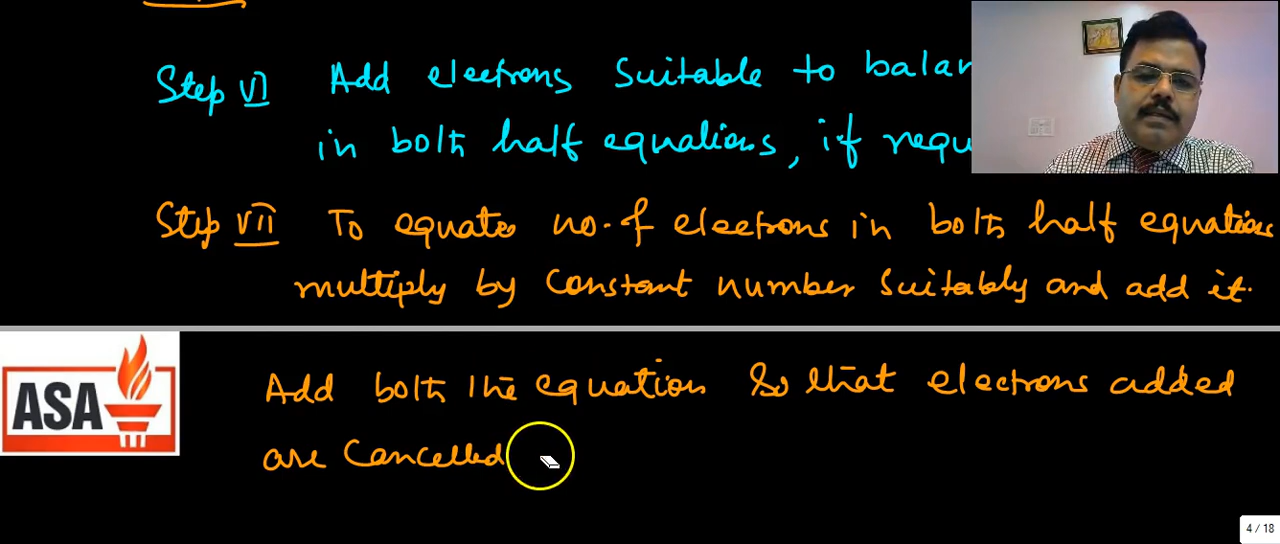 Step VI Add electrons suitable to balan
in both half equations, if requ
Step VII To equate no. of electrons in both half equations
multiply by constant number suitably and add it.
ASA
Add both the equation so that electrons added
are cancelled
4 / 18